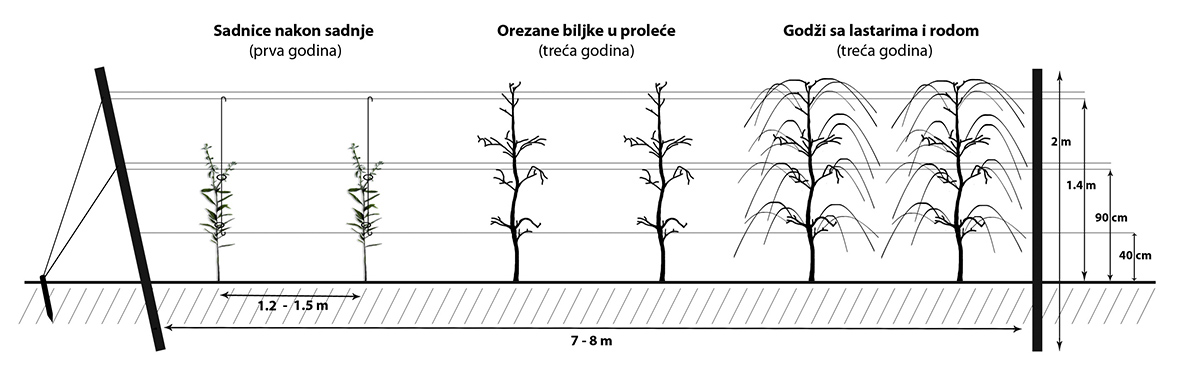 Sadnice nakon sadnje
(prva godina)
Orezane biljke u proleće
(treća godina)
Godži sa lastarima i rodom
(treća godina)
2 m
1.4 m
90 cm
40 cm
1.2 - 1.5 m
7 - 8 m